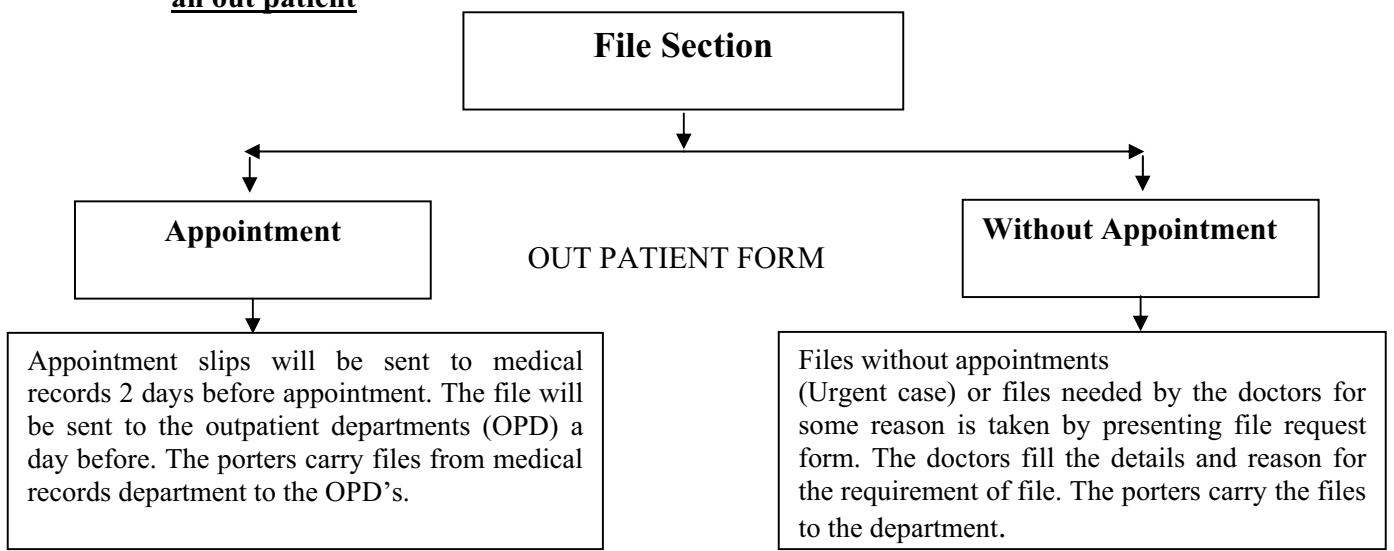 an out patient
File Section
Appointment
Without Appointment
OUT PATIENT FORM
Appointment slips will be sent to medical
records 2 days before appointment. The file will
be sent to the outpatient departments (OPD) a
day before. The porters carry files from medical
records department to the OPD’s.
Files without appointments
(Urgent case) or files needed by the doctors for
some reason is taken by presenting file request
form. The doctors fill the details and reason for
the requirement of file. The porters carry the files
to the department.